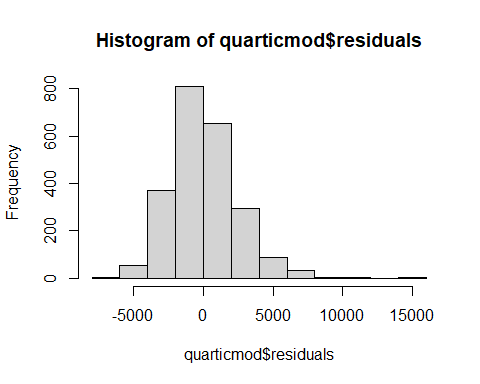 Histogram of quarticmod$residuals
Frequency
800
600
400
200
0
-5000 0 5000 10000 15000
quarticmod$residuals